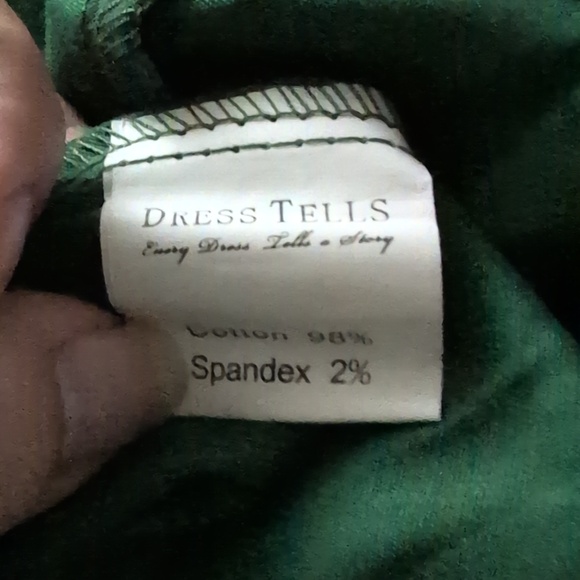 DRESS TELLS
Every Dress Tells a Story
Cotton 98%
Spandex 2%